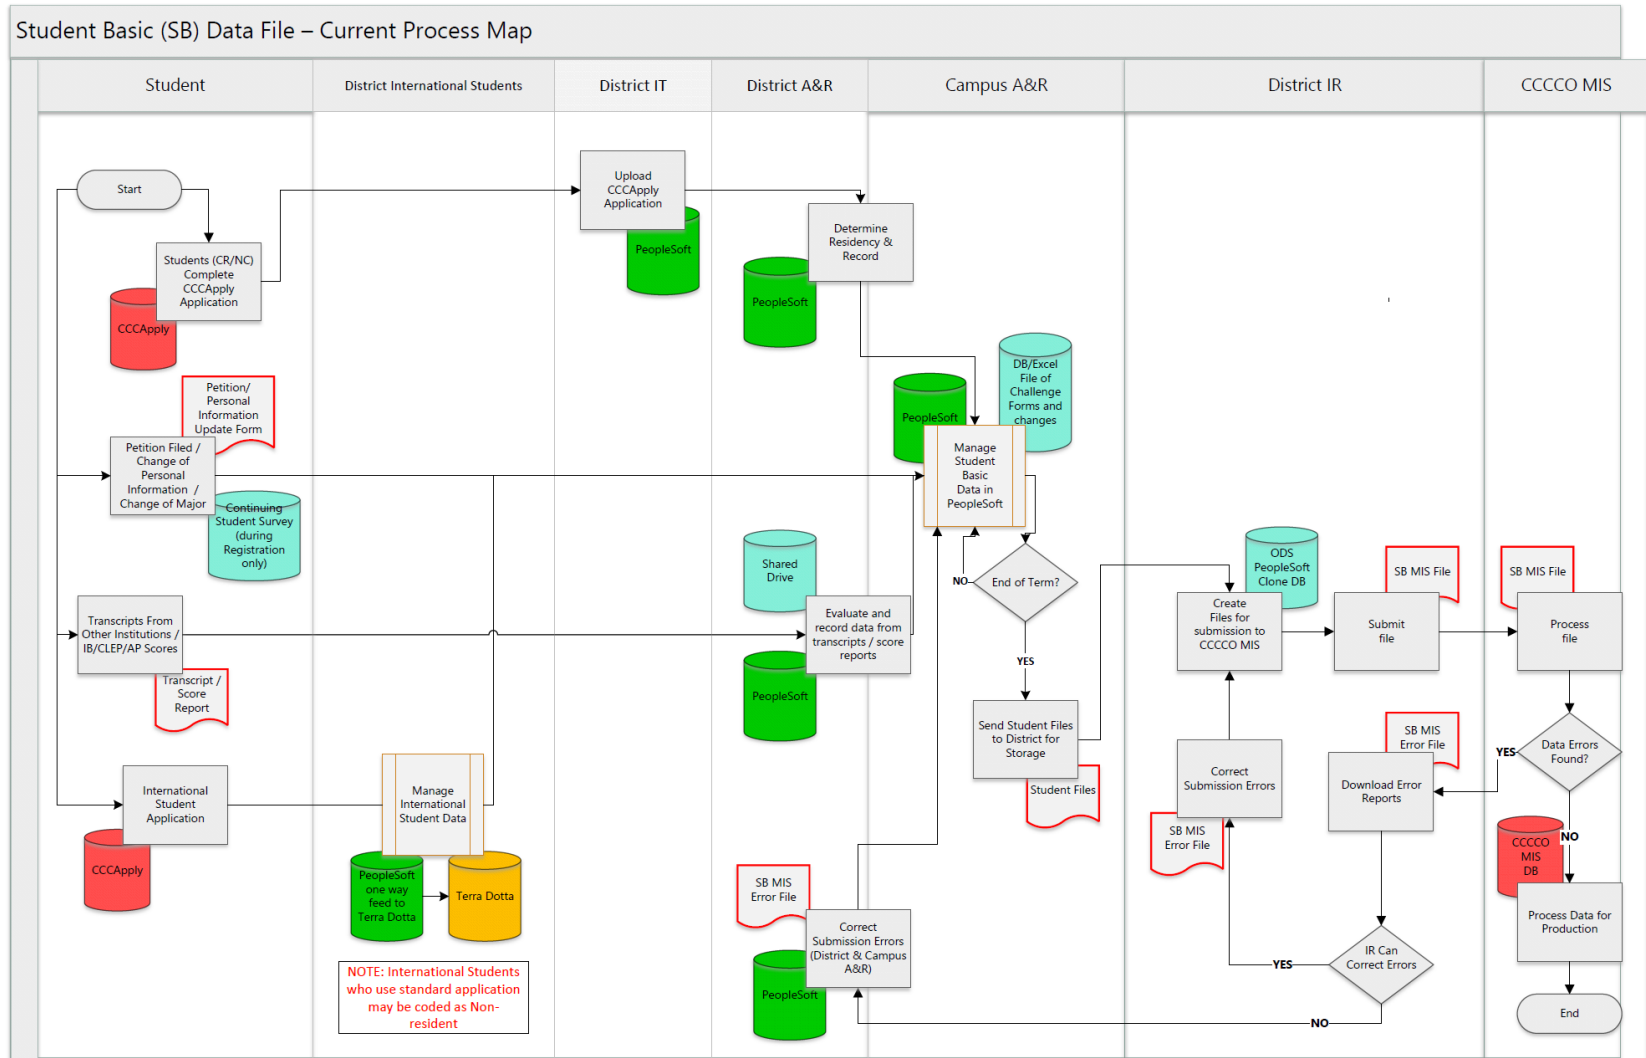 Student Basic (SB) Data File – Current Process Map
Student
District International Students
District IT
District A&R
Campus A&R
District IR
CCCCO MIS
Start
Students (CR/NC)
Complete
CCCApply
Application
CCCApply
Upload
CCCApply
Application
PeopleSoft
Determine
Residency &
Record
PeopleSoft
Petition/
Personal
Information
Update Form
Petition Filed /
Change of
Personal
Information /
Change of Major
Continuing
Student Survey
(during
Registration
only)
PeopleSoft
DB/Excel
File of
Challenge
Forms and
changes
Manage
Student
Basic
Data in
PeopleSoft
NO
End of Term?
YES
Shared
Drive
Transcripts From
Other Institutions /
IB/CLEP/AP Scores
Transcript /
Score
Report
Evaluate and
record data from
transcripts / score
reports
PeopleSoft
Send Student Files
to District for
Storage
Student Files
ODS
PeopleSoft
Clone DB
Create
Files for
submission to
CCCCO MIS
SB MIS File
Submit
file
SB MIS File
Process
file
International
Student
Application
CCCApply
Manage
International
Student Data
PeopleSoft
one way
feed to
Terra Dotta
Terra Dotta
NOTE: International Students
who use standard application
may be coded as Non-
resident
SB MIS
Error File
Correct
Submission Errors
(District & Campus
A&R)
PeopleSoft
Correct
Submission Errors
SB MIS
Error File
SB MIS
Error File
Download Error
Reports
YES
Data Errors
Found?
NO
CCCCO
MIS
DB
Process Data for
Production
IR Can
Correct Errors
YES
NO
End